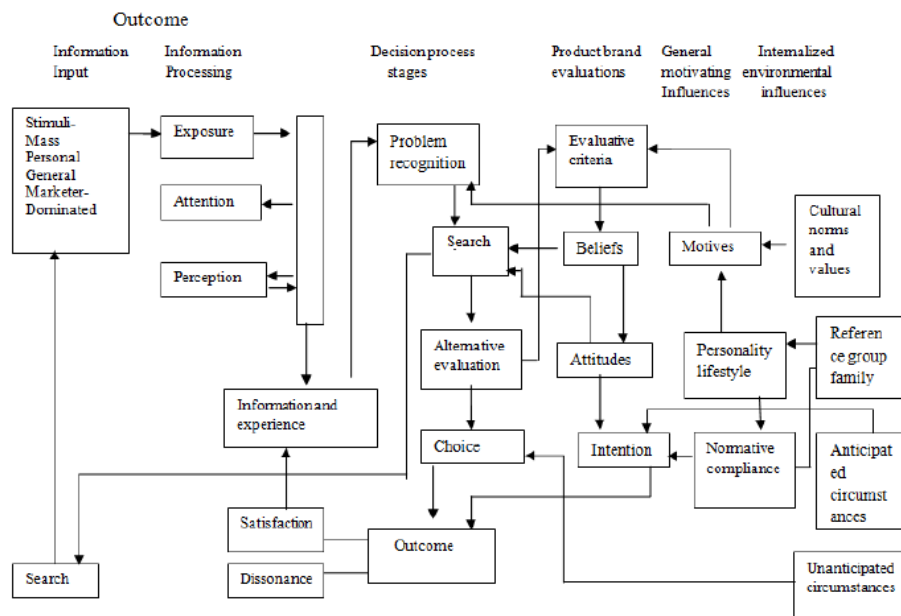 Outcome
Information
Input
Information
Processing
Decision process
stages
Product brand
evaluations
General
motivating
Influences
Internalized
environmental
influences
Stimuli-
Mass
Personal
General
Marketer-
Dominated
Exposure
Attention
Perception
Problem
recognition
Evaluative
criteria
Search
Beliefs
Motives
Cultural
norms
and
values
Alternative
evaluation
Attitudes
Personality
lifestyle
Referen
ce group
family
Information and
experience
Choice
Intention
Normative
compliance
Anticipat
ed
circumst
ances
Satisfaction
Outcome
Search
Dissonance
Unanticipated
circumstances